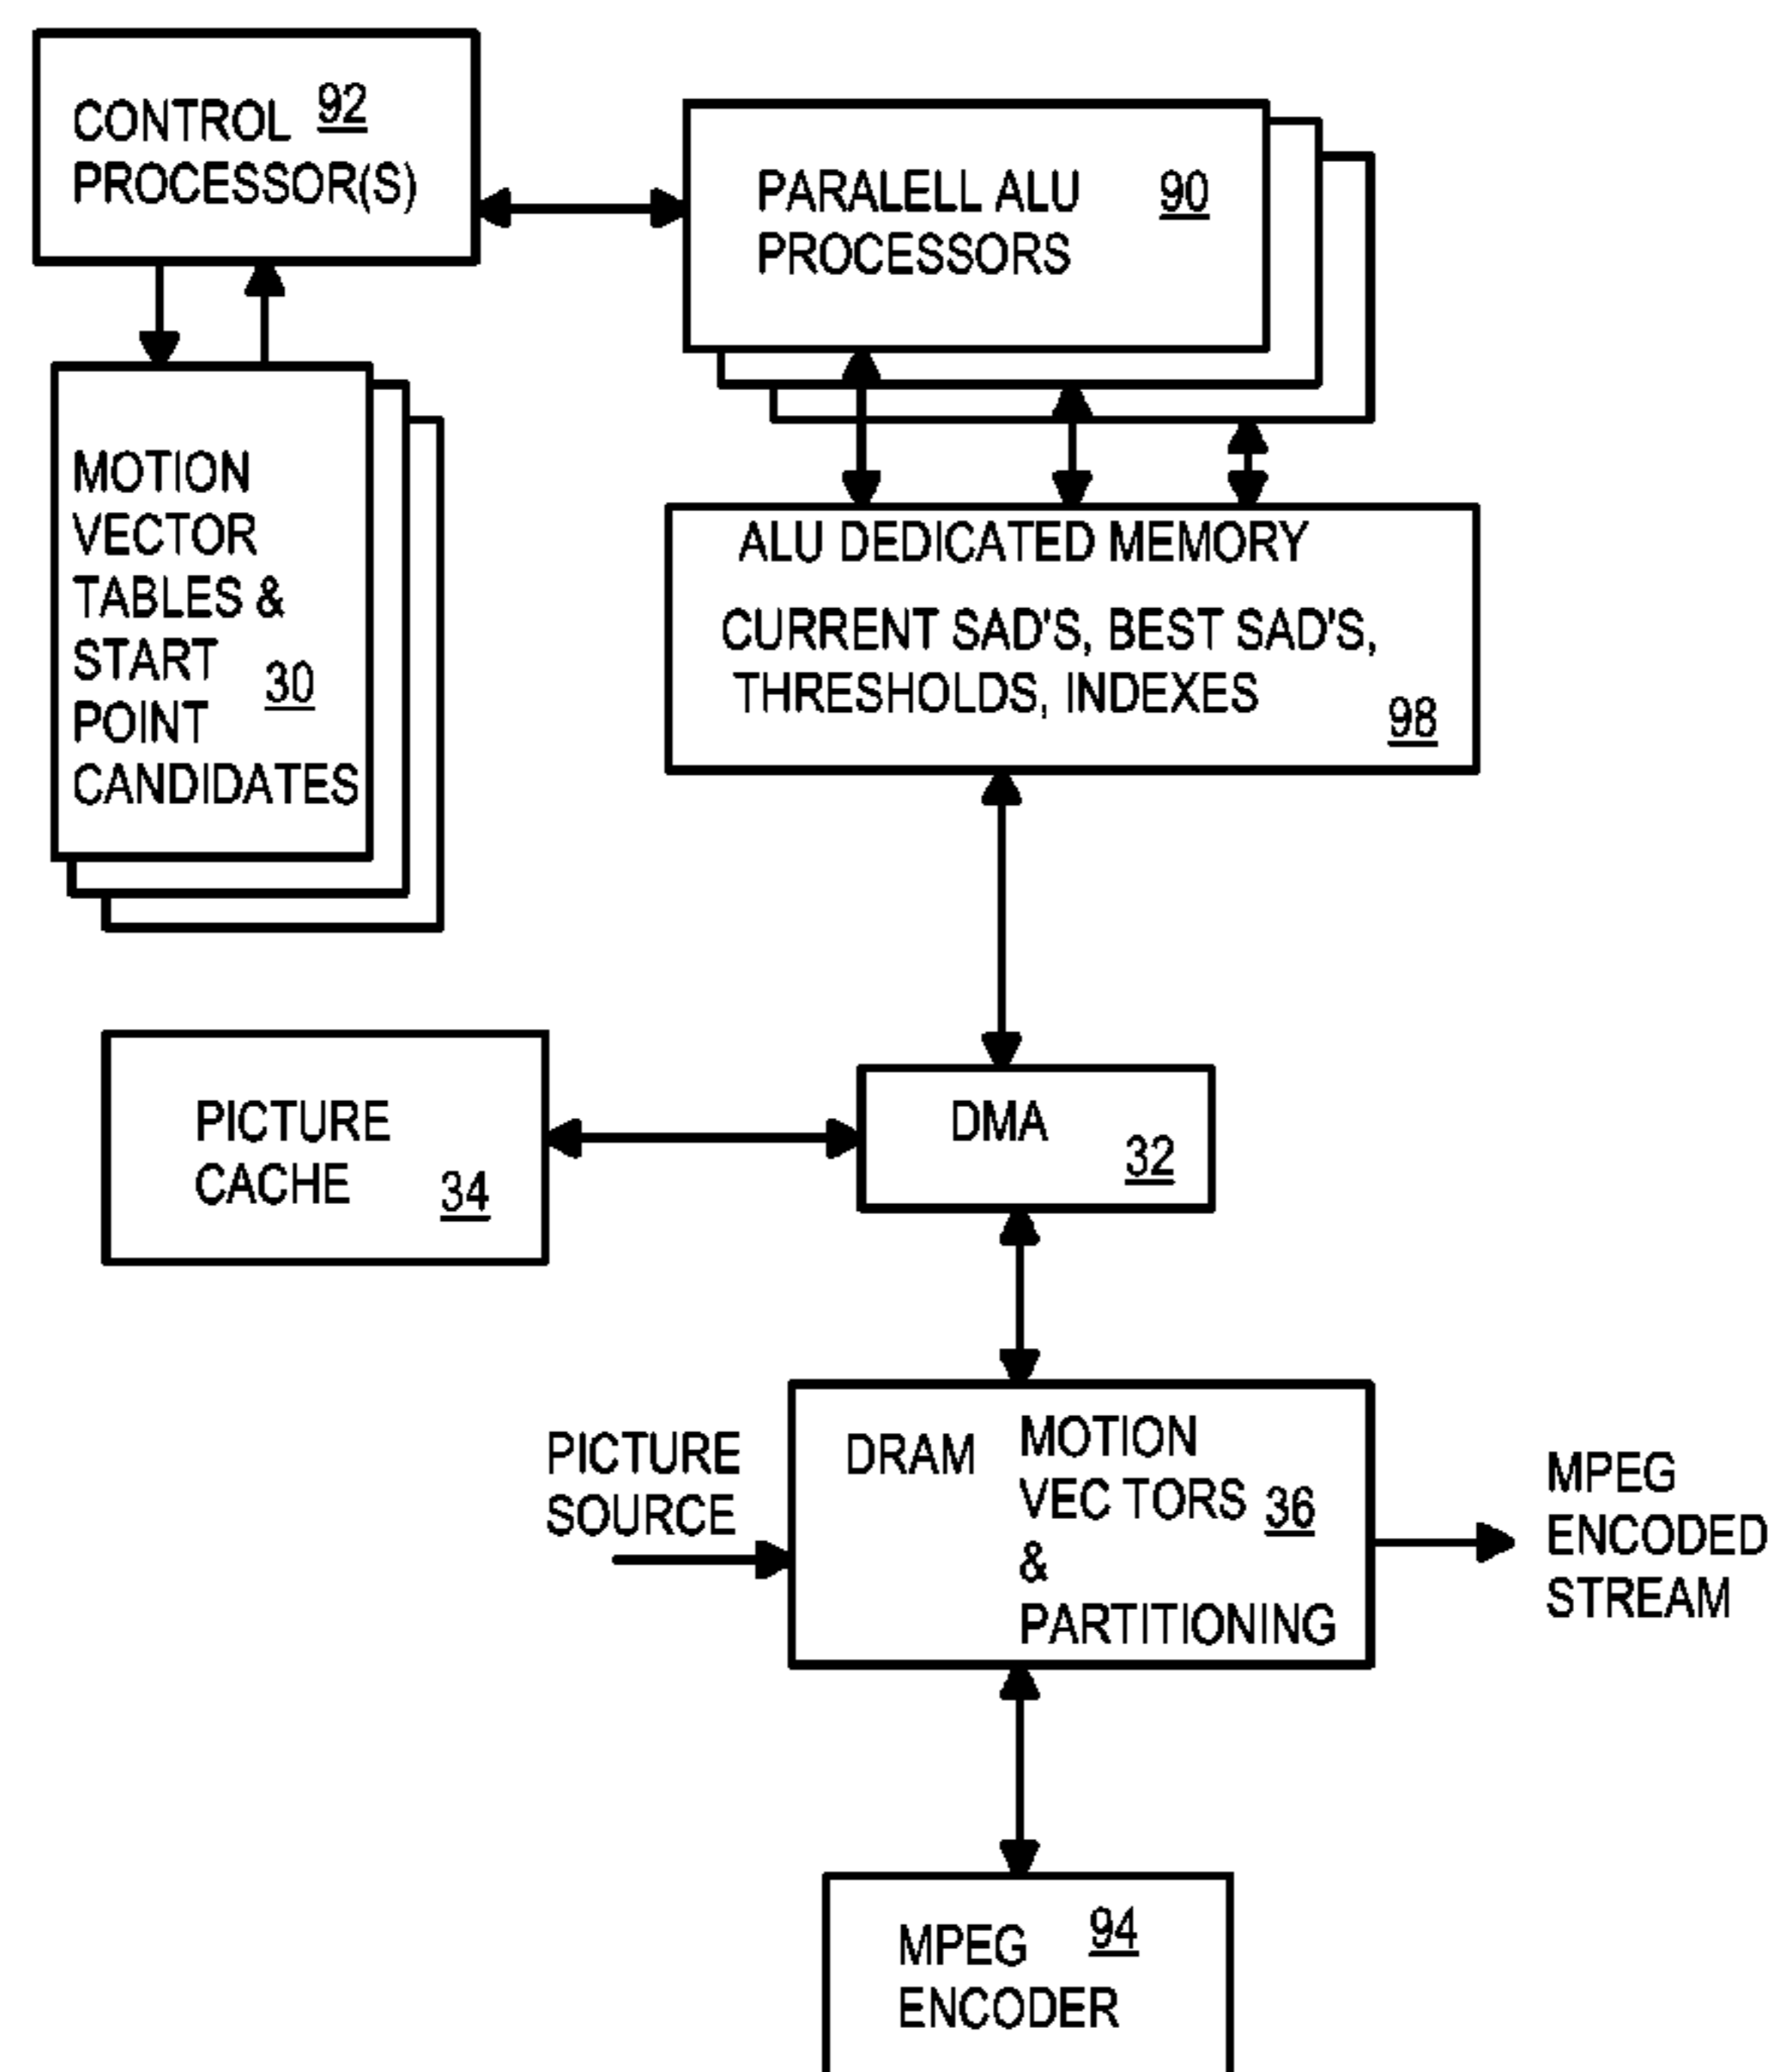 CONTROL 92
PROCESSOR(S)
PARALELL ALU 90
PROCESSORS
MOTION
VECTOR
TABLES &
START
POINT 30
CANDIDATES
ALU DEDICATED MEMORY
CURRENT SAD'S, BEST SAD'S,
THRESHOLDS, INDEXES
98
PICTURE
CACHE 34
DMA
32
PICTURE
SOURCE
DRAM
MOTION
VEC TORS 36
&
PARTITIONING
MPEG
ENCODED
STREAM
MPEG 94
ENCODER